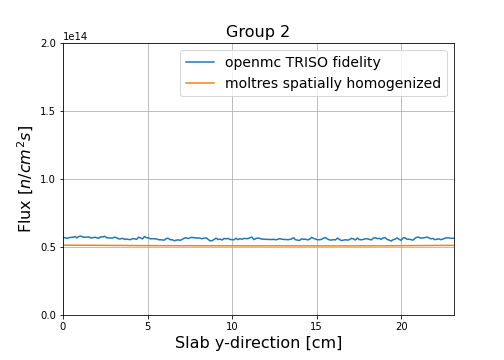 Group 2
1e14
2.0
1.5
1.0
0.5
0.0
Flux [n/cm²s]
openmc TRISO fidelity
moltres spatially homogenized
0 5 10 15 20
Slab y-direction [cm]